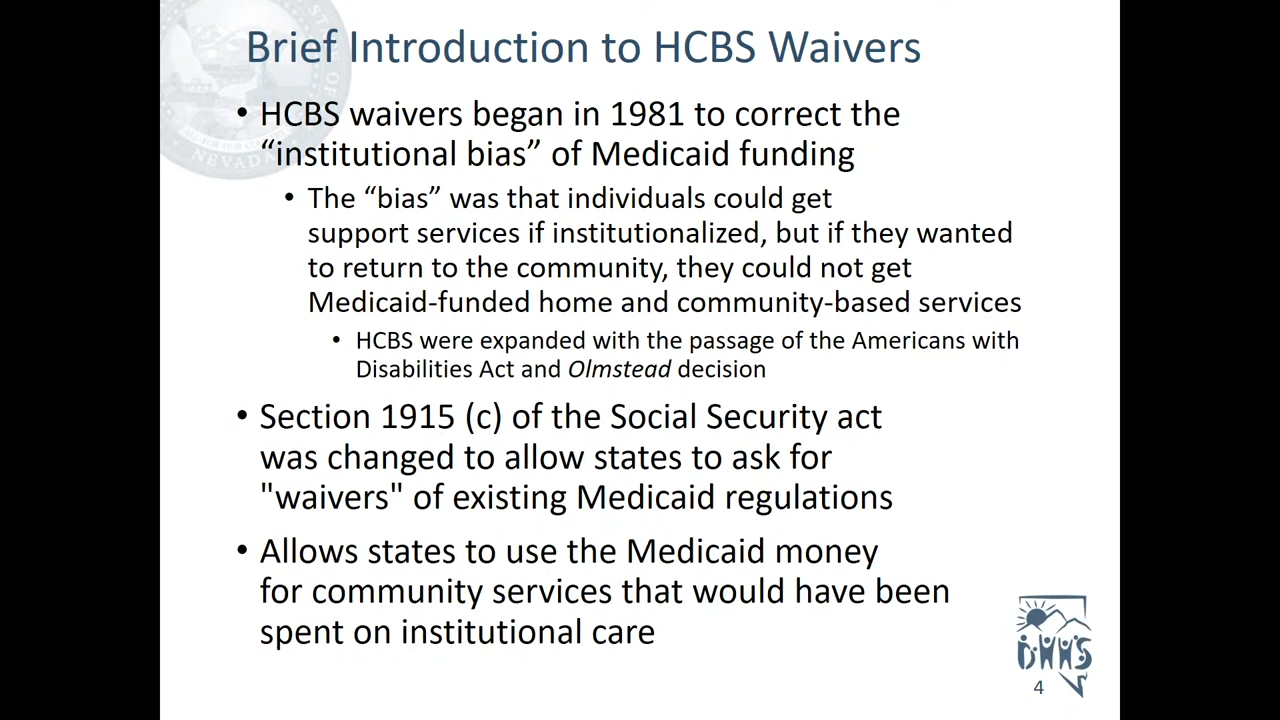 Brief Introduction to HCBS Waivers
• HCBS waivers began in 1981 to correct the
“institutional bias” of Medicaid funding
• The “bias” was that individuals could get
support services if institutionalized, but if they wanted
to return to the community, they could not get
Medicaid-funded home and community-based services
• HCBS were expanded with the passage of the Americans with
Disabilities Act and Olmstead decision
• Section 1915 (c) of the Social Security act
was changed to allow states to ask for
"waivers" of existing Medicaid regulations
• Allows states to use the Medicaid money
for community services that would have been
spent on institutional care
DHHS
4
NEVADA